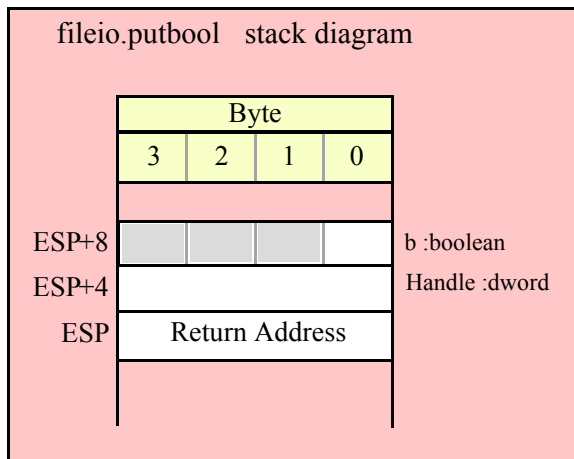 fileio.putbool stack diagram
Byte
3 2 1 0
ESP+8 b :boolean
ESP+4 Handle :dword
ESP Return Address